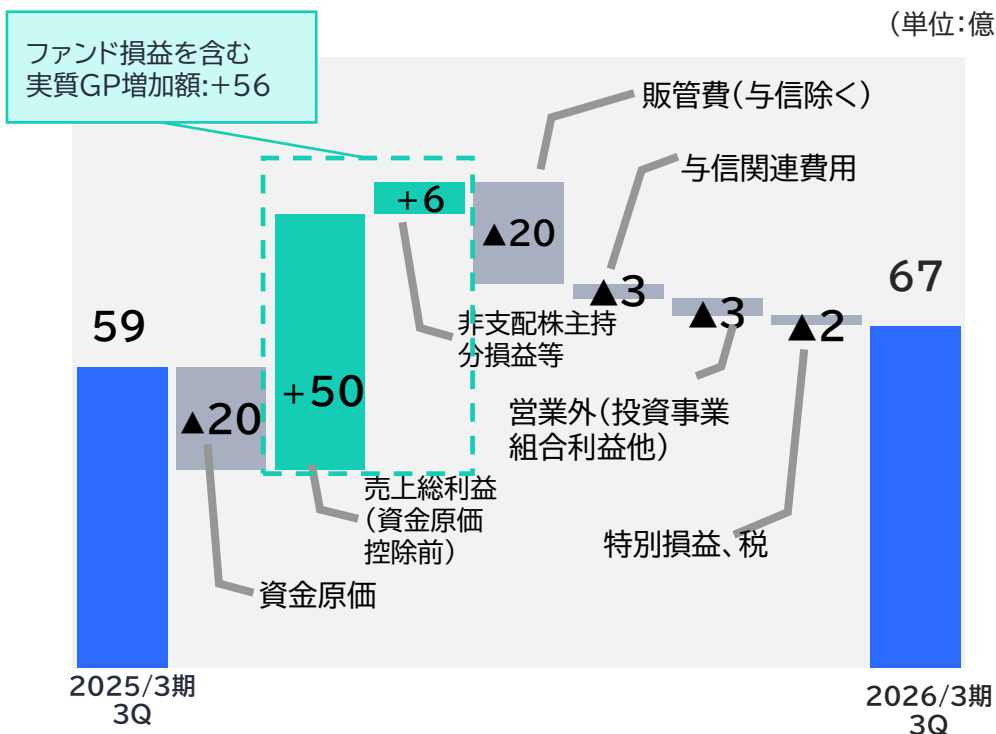 （単位：億
ファンド損益を含む
実質GP増加額:＋56
販管費（与信除く）
与信関連費用
＋6
▲20
67
▲3
▲3
59
非支配株主持
分損益等
▲2
＋50
▲20
営業外（投資事業
組合利益他）
売上総利益
（資金原価
控除前）
特別損益、税
資金原価
2025/3期
3Q
2026/3期
3Q